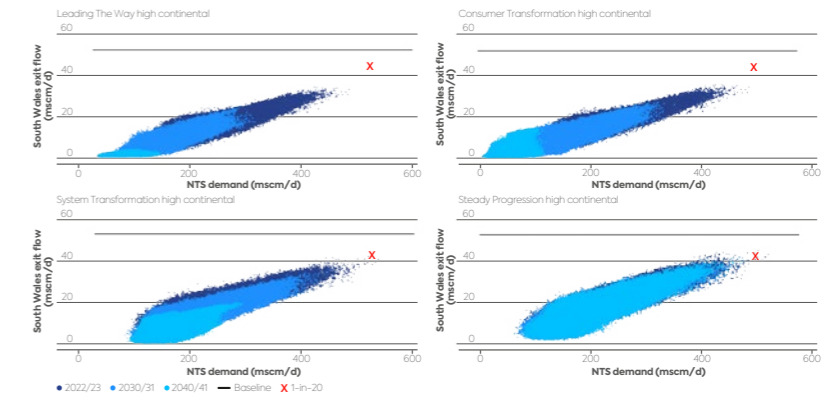 Leading The Way high continental
60
40
20
0
South Wales exit flow
(mscm/d)
X
0
200
400
600
NTS demand (mscm/d)
Consumer Transformation high continental
60
40
20
0
South Wales exit flow
(mscm/d)
X
0
200
400
600
NTS demand (mscm/d)
System Transformation high continental
60
40
20
0
South Wales exit flow
(mscm/d)
X
0
200
400
600
NTS demand (mscm/d)
Steady Progression high continental
60
40
20
0
South Wales exit flow
(mscm/d)
X
0
200
400
600
NTS demand (mscm/d)
2022/23 2030/31 2040/41 Baseline X 1-in-20